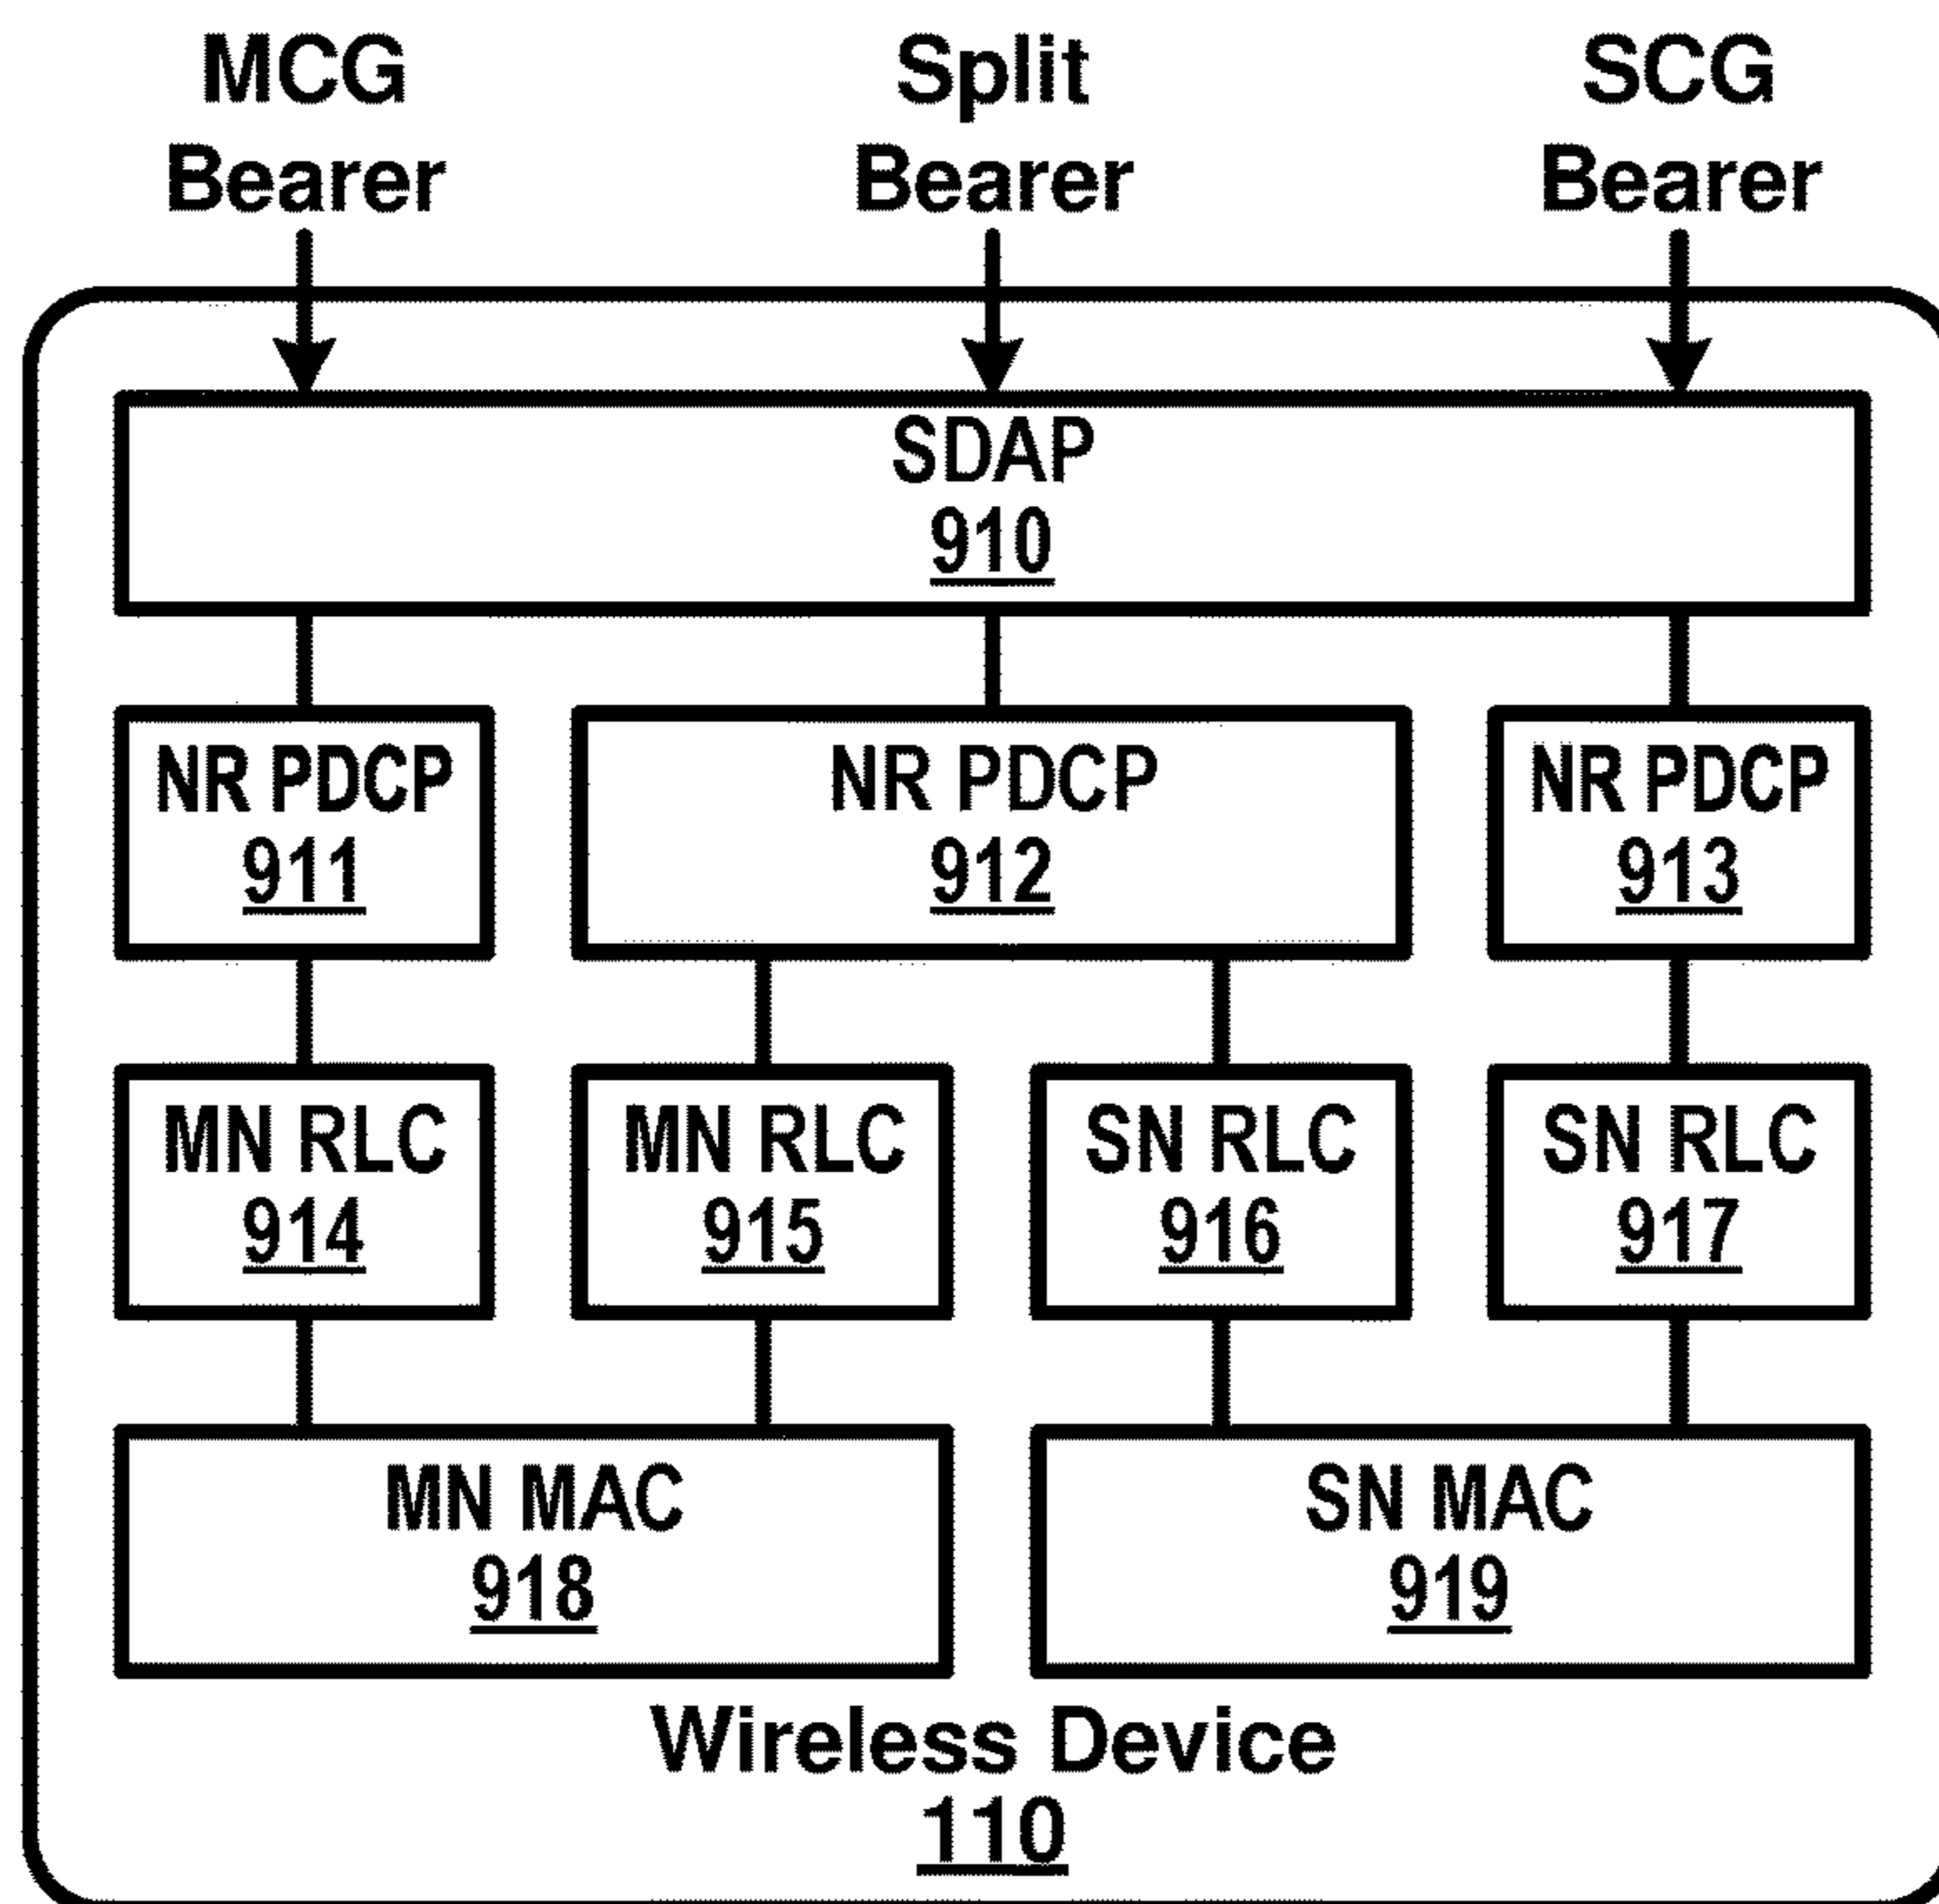 MCG
Bearer
Split
Bearer
SCG
Bearer
SDAP
910
NR PDCP
911
NR PDCP
912
NR PDCP
913
MN RLC
914
MN RLC
915
SN RLC
916
SN RLC
917
MN MAC
918
SN MAC
919
Wireless Device
110